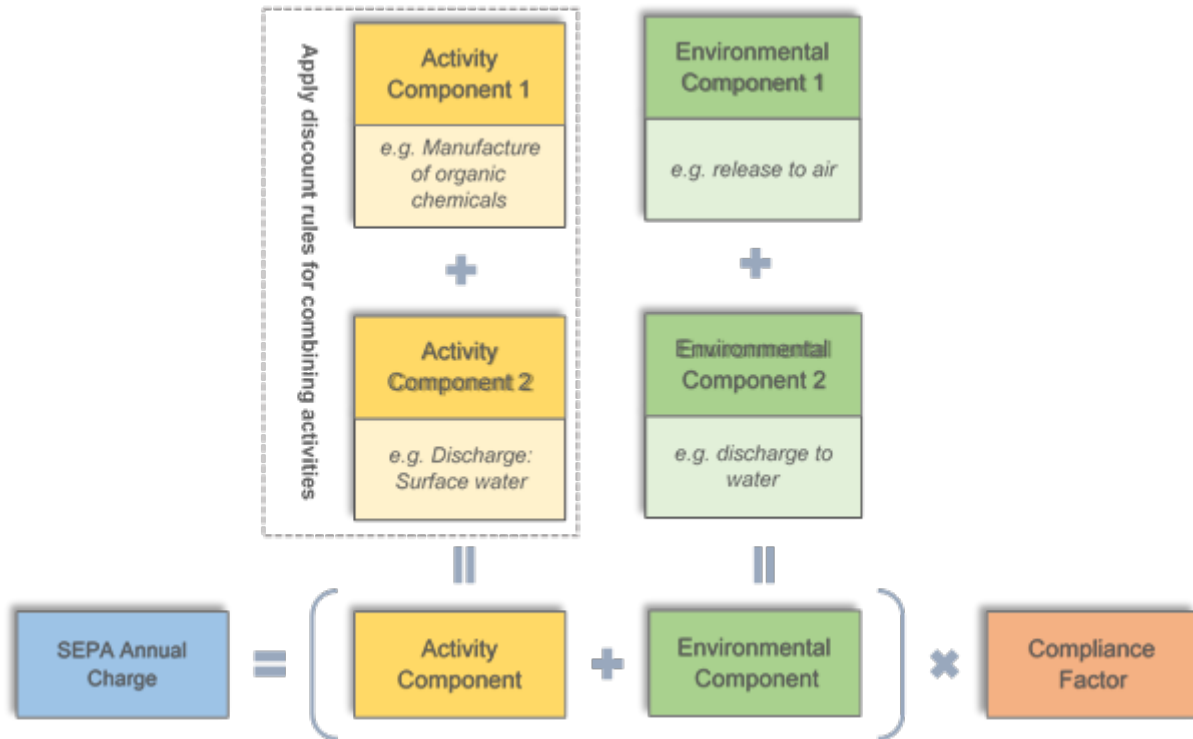 Apply discount rules for combining activities
Activity
Component 1
e.g. Manufacture
of organic
chemicals
Environmental
Component 1
e.g. release to air
+
+
Activity
Component 2
e.g. Discharge:
Surface water
Environmental
Component 2
e.g. discharge to
water
=
=
SEPA Annual
Charge
=
(
Activity
Component
+
Environmental
Component
)
×
Compliance
Factor